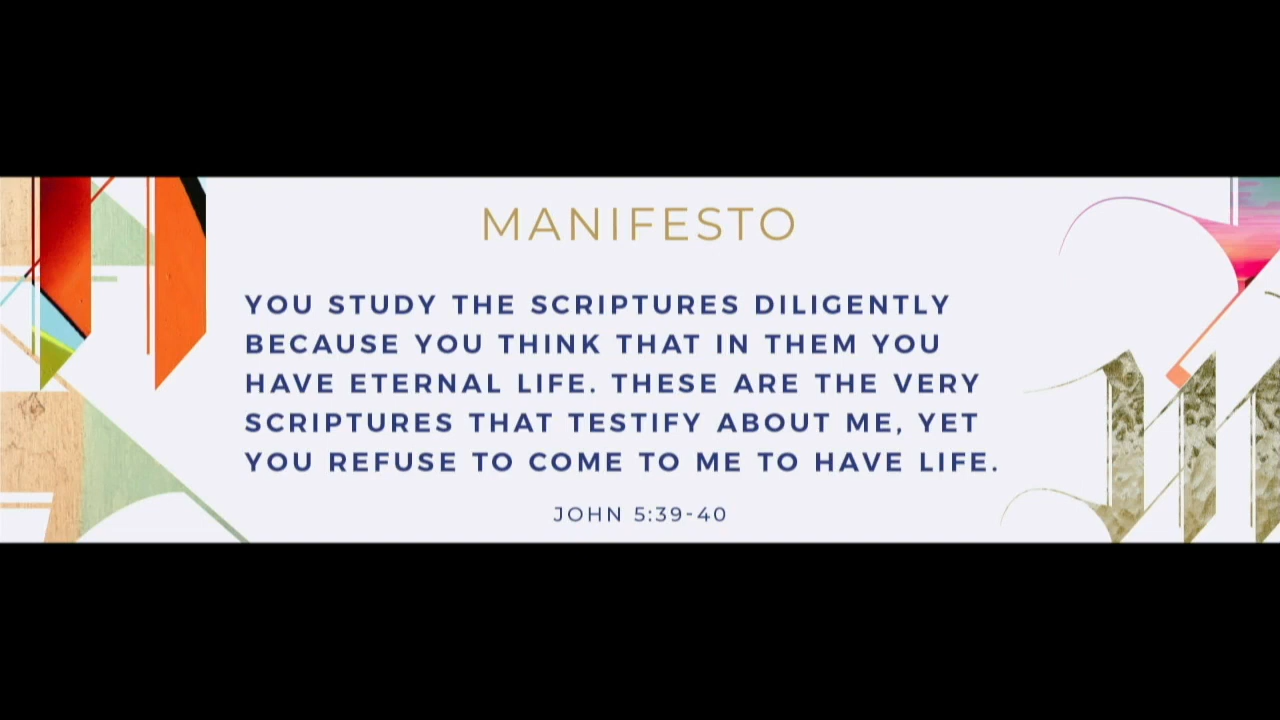 MANIFESTO
YOU STUDY THE SCRIPTURES DILIGENTLY
BECAUSE YOU THINK THAT IN THEM YOU
HAVE ETERNAL LIFE. THESE ARE THE VERY
SCRIPTURES THAT TESTIFY ABOUT ME, YET
YOU REFUSE TO COME TO ME TO HAVE LIFE.
JOHN 5:39-40